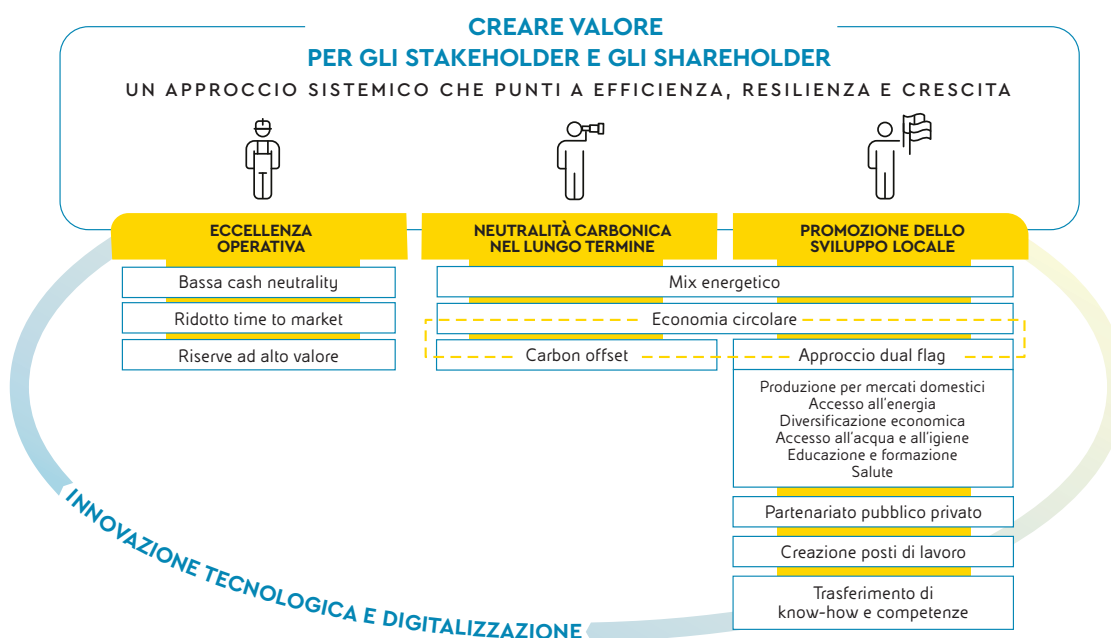 CREARE VALORE
PER GLI STAKEHOLDER E GLI SHAREHOLDER
UN APPROCCIO SISTEMICO CHE PUNTI A EFFICIENZA, RESILIENZA E CRESCITA
ECCELLENZA
OPERATIVA
Bassa cash neutrality
Ridotto time to market
Riserve ad alto valore
NEUTRALITÀ CARBONICA
NEL LUNGO TERMINE
PROMOZIONE DELLO
SVILUPPO LOCALE
Mix energetico
Economia circolare
Carbon offset
Approccio dual flag
Produzione per mercati domestici
Accesso all'energia
Diversificazione economica
Accesso all'acqua e all'igiene
Educazione e formazione
Salute
Partenariato pubblico privato
Creazione posti di lavoro
Trasferimento di
know-how e competenze
INNOVAZIONE TECNOLOGICA E DIGITALIZZAZIONE